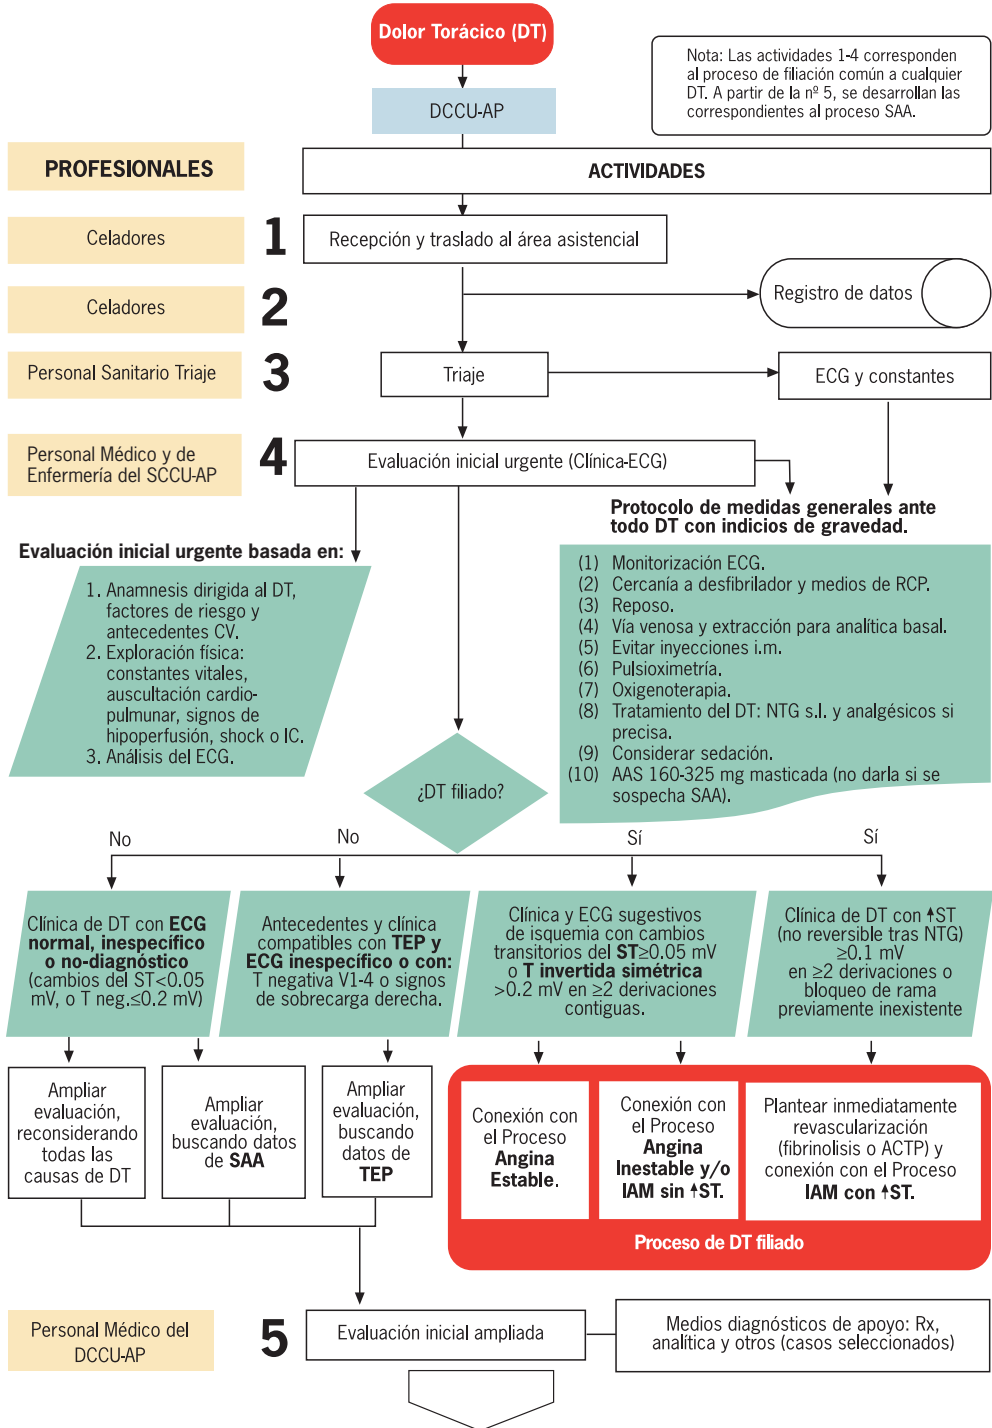 Dolor Torácico (DT)
Nota: Las actividades 1-4 corresponden
al proceso de filiación común a cualquier
DT. A partir de la nº 5, se desarrollan las
correspondientes al proceso SAA.
DCCU-AP
PROFESIONALES
ACTIVIDADES
Celadores
1
Recepción y traslado al área asistencial
Celadores
2
Registro de datos
Personal Sanitario Triaje
3
Triaje
ECG y constantes
Personal Médico y de
Enfermería del SCCU-AP
4
Evaluación inicial urgente (Clínica-ECG)
Protocolo de medidas generales ante
todo DT con indicios de gravedad.
Evaluación inicial urgente basada en:
1. Anamnesis dirigida al DT,
factores de riesgo y
antecedentes CV.
2. Exploración física:
constantes vitales,
auscultación cardio-
pulmunar, signos de
hipoperfusión, shock o IC.
3. Análisis del ECG.
(1) Monitorización ECG.
(2) Cercanía a desfibrilador y medios de RCP.
(3) Reposo.
(4) Vía venosa y extracción para analítica basal.
(5) Evitar inyecciones i.m.
(6) Pulsioximetría.
(7) Oxigenoterapia.
(8) Tratamiento del DT: NTG s.l. y analgésicos si
precisa.
(9) Considerar sedación.
(10) AAS 160-325 mg masticada (no darla si se
sospecha SAA).
¿DT filiado?
No
No
Sí
Sí
Clínica de DT con ECG
normal, inespecífico
o no-diagnóstico
(cambios del ST<0.05
mV, o T neg.≤0.2 mV)
Antecedentes y clínica
compatibles con TEP y
ECG inespecífico o con:
T negativa V1-4 o signos
de sobrecarga derecha.
Clínica y ECG sugestivos
de isquemia con cambios
transitorios del ST≥0.05 mV
o T invertida simétrica
>0.2 mV en ≥2 derivaciones
contiguas.
Clínica de DT con ↑ST
(no reversible tras NTG)
≥0.1 mV
en ≥2 derivaciones o
bloqueo de rama
previamente inexistente
Ampliar
evaluación,
reconsiderando
todas las
causas de DT
Ampliar
evaluación,
buscando datos
de SAA
Ampliar
evaluación,
buscando
datos de
TEP
Conexión con
el Proceso
Angina
Estable.
Conexión con
el Proceso
Angina
Inestable y/o
IAM sin ↑ST.
Plantear inmediatamente
revascularización
(fibrinolisis o ACTP) y
conexión con el Proceso
IAM con ↑ST.
Proceso de DT filiado
Personal Médico del
DCCU-AP
5
Evaluación inicial ampliada
Medios diagnósticos de apoyo: Rx,
analítica y otros (casos seleccionados)